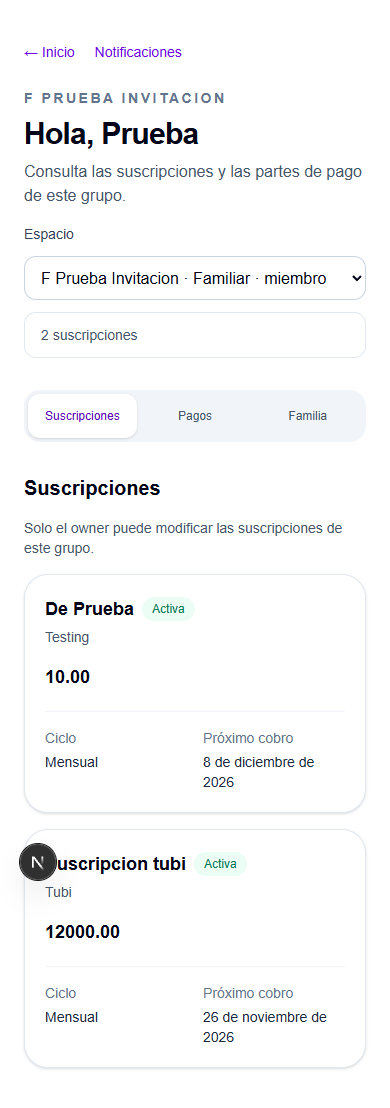 ← Inicio Notificaciones
F PRUEBA INVITACION
Hola, Prueba
Consulta las suscripciones y las partes de pago
de este grupo.
Espacio
F Prueba Invitacion · Familiar · miembro
2 suscripciones
Suscripciones Pagos Familia
Suscripciones
Solo el owner puede modificar las suscripciones de
este grupo.
De Prueba Activa
Testing
10.00
Ciclo Próximo cobro
Mensual 8 de diciembre de
2026
N
uscripcion tubi Activa
Tubi
12000.00
Ciclo Próximo cobro
Mensual 26 de noviembre de
2026